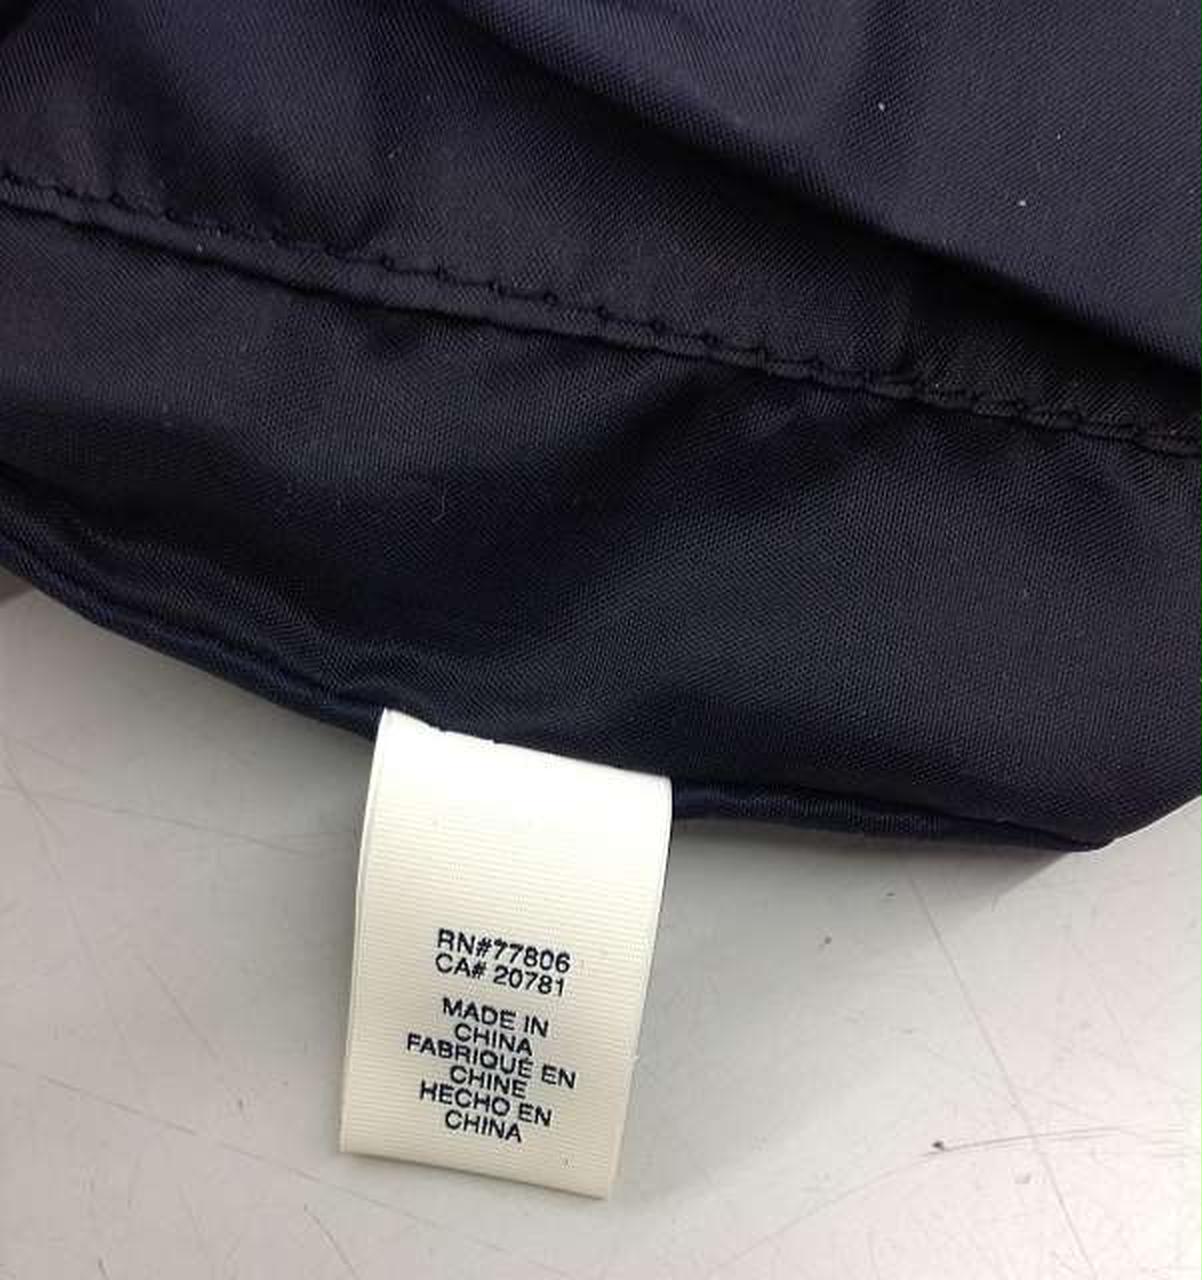 RN#77806
CA# 20781
MADE IN
CHINA
FABRIQUÉ EN
CHINE
HECHO EN
CHINA